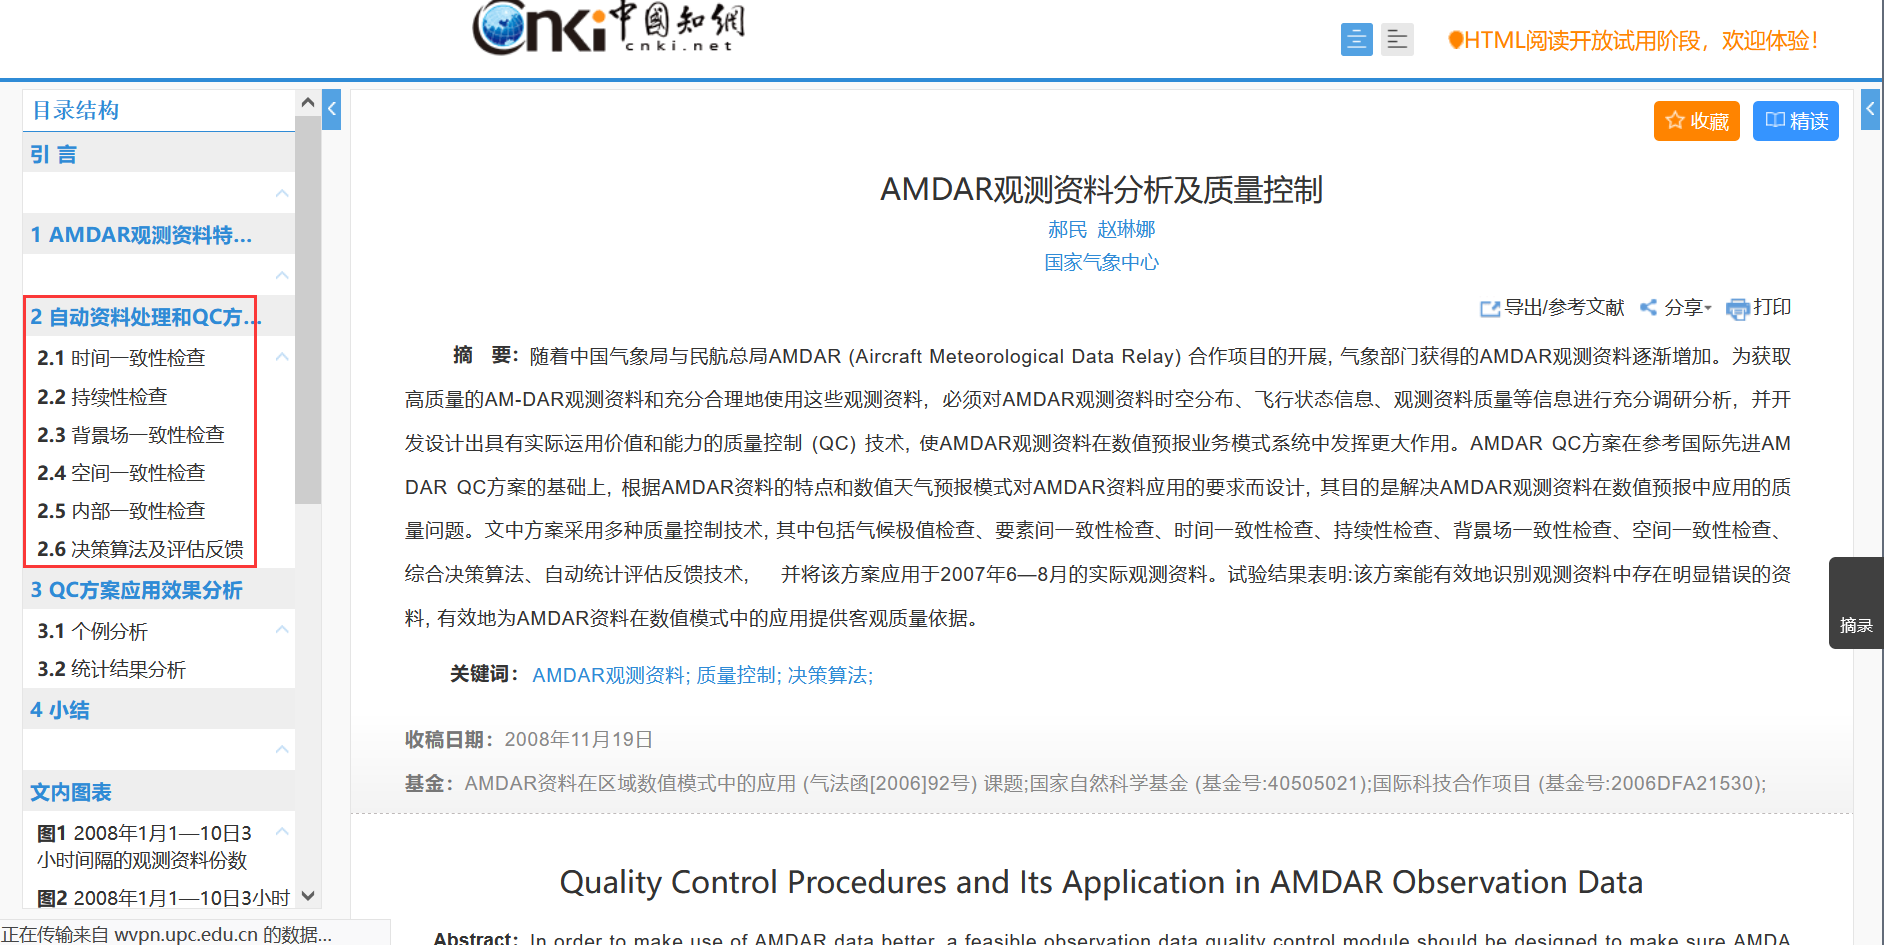 Cnki中國知網
cnki.net
HTML阅读开放试用阶段，欢迎体验！
目录结构
引 言
1 AMDAR观测资料特...
2 自动资料处理和QC方...
2.1 时间一致性检查
2.2 持续性检查
2.3 背景场一致性检查
2.4 空间一致性检查
2.5 内部一致性检查
2.6 决策算法及评估反馈
3 QC方案应用效果分析
3.1 个例分析
3.2 统计结果分析
4 小结
文内图表
图1 2008年1月1—10日3
小时间隔的观测资料份数
图2 2008年1月1—10日3小时
正在传输来自 wvpn.upc.edu.cn 的数据...
收藏
精读
AMDAR观测资料分析及质量控制
郝民 赵琳娜
国家气象中心
导出/参考文献 分享 打印
摘 要：随着中国气象局与民航总局AMDAR (Aircraft Meteorological Data Relay) 合作项目的开展, 气象部门获得的AMDAR观测资料逐渐增加。为获取
高质量的AM-DAR观测资料和充分合理地使用这些观测资料，必须对AMDAR观测资料时空分布、飞行状态信息、观测资料质量等信息进行充分调研分析，并开
发设计出具有实际运用价值和能力的质量控制 (QC) 技术, 使AMDAR观测资料在数值预报业务模式系统中发挥更大作用。AMDAR QC方案在参考国际先进AM
DAR QC方案的基础上, 根据AMDAR资料的特点和数值天气预报模式对AMDAR资料应用的要求而设计, 其目的是解决AMDAR观测资料在数值预报中应用的质
量问题。文中方案采用多种质量控制技术, 其中包括气候极值检查、要素间一致性检查、时间一致性检查、持续性检查、背景场一致性检查、空间一致性检查、
综合决策算法、自动统计评估反馈技术, 并将该方案应用于2007年6—8月的实际观测资料。试验结果表明:该方案能有效地识别观测资料中存在明显错误的资
料, 有效地为AMDAR资料在数值模式中的应用提供客观质量依据。
关键词： AMDAR观测资料; 质量控制; 决策算法;
收稿日期：2008年11月19日
基金：AMDAR资料在区域数值模式中的应用 (气法函[2006]92号) 课题;国家自然科学基金 (基金号:40505021);国际科技合作项目 (基金号:2006DFA21530);
Quality Control Procedures and Its Application in AMDAR Observation Data
Abstract: In order to make use of AMDAR data better, a feasible observation data quality control module should be designed to make sure AMDA
摘录